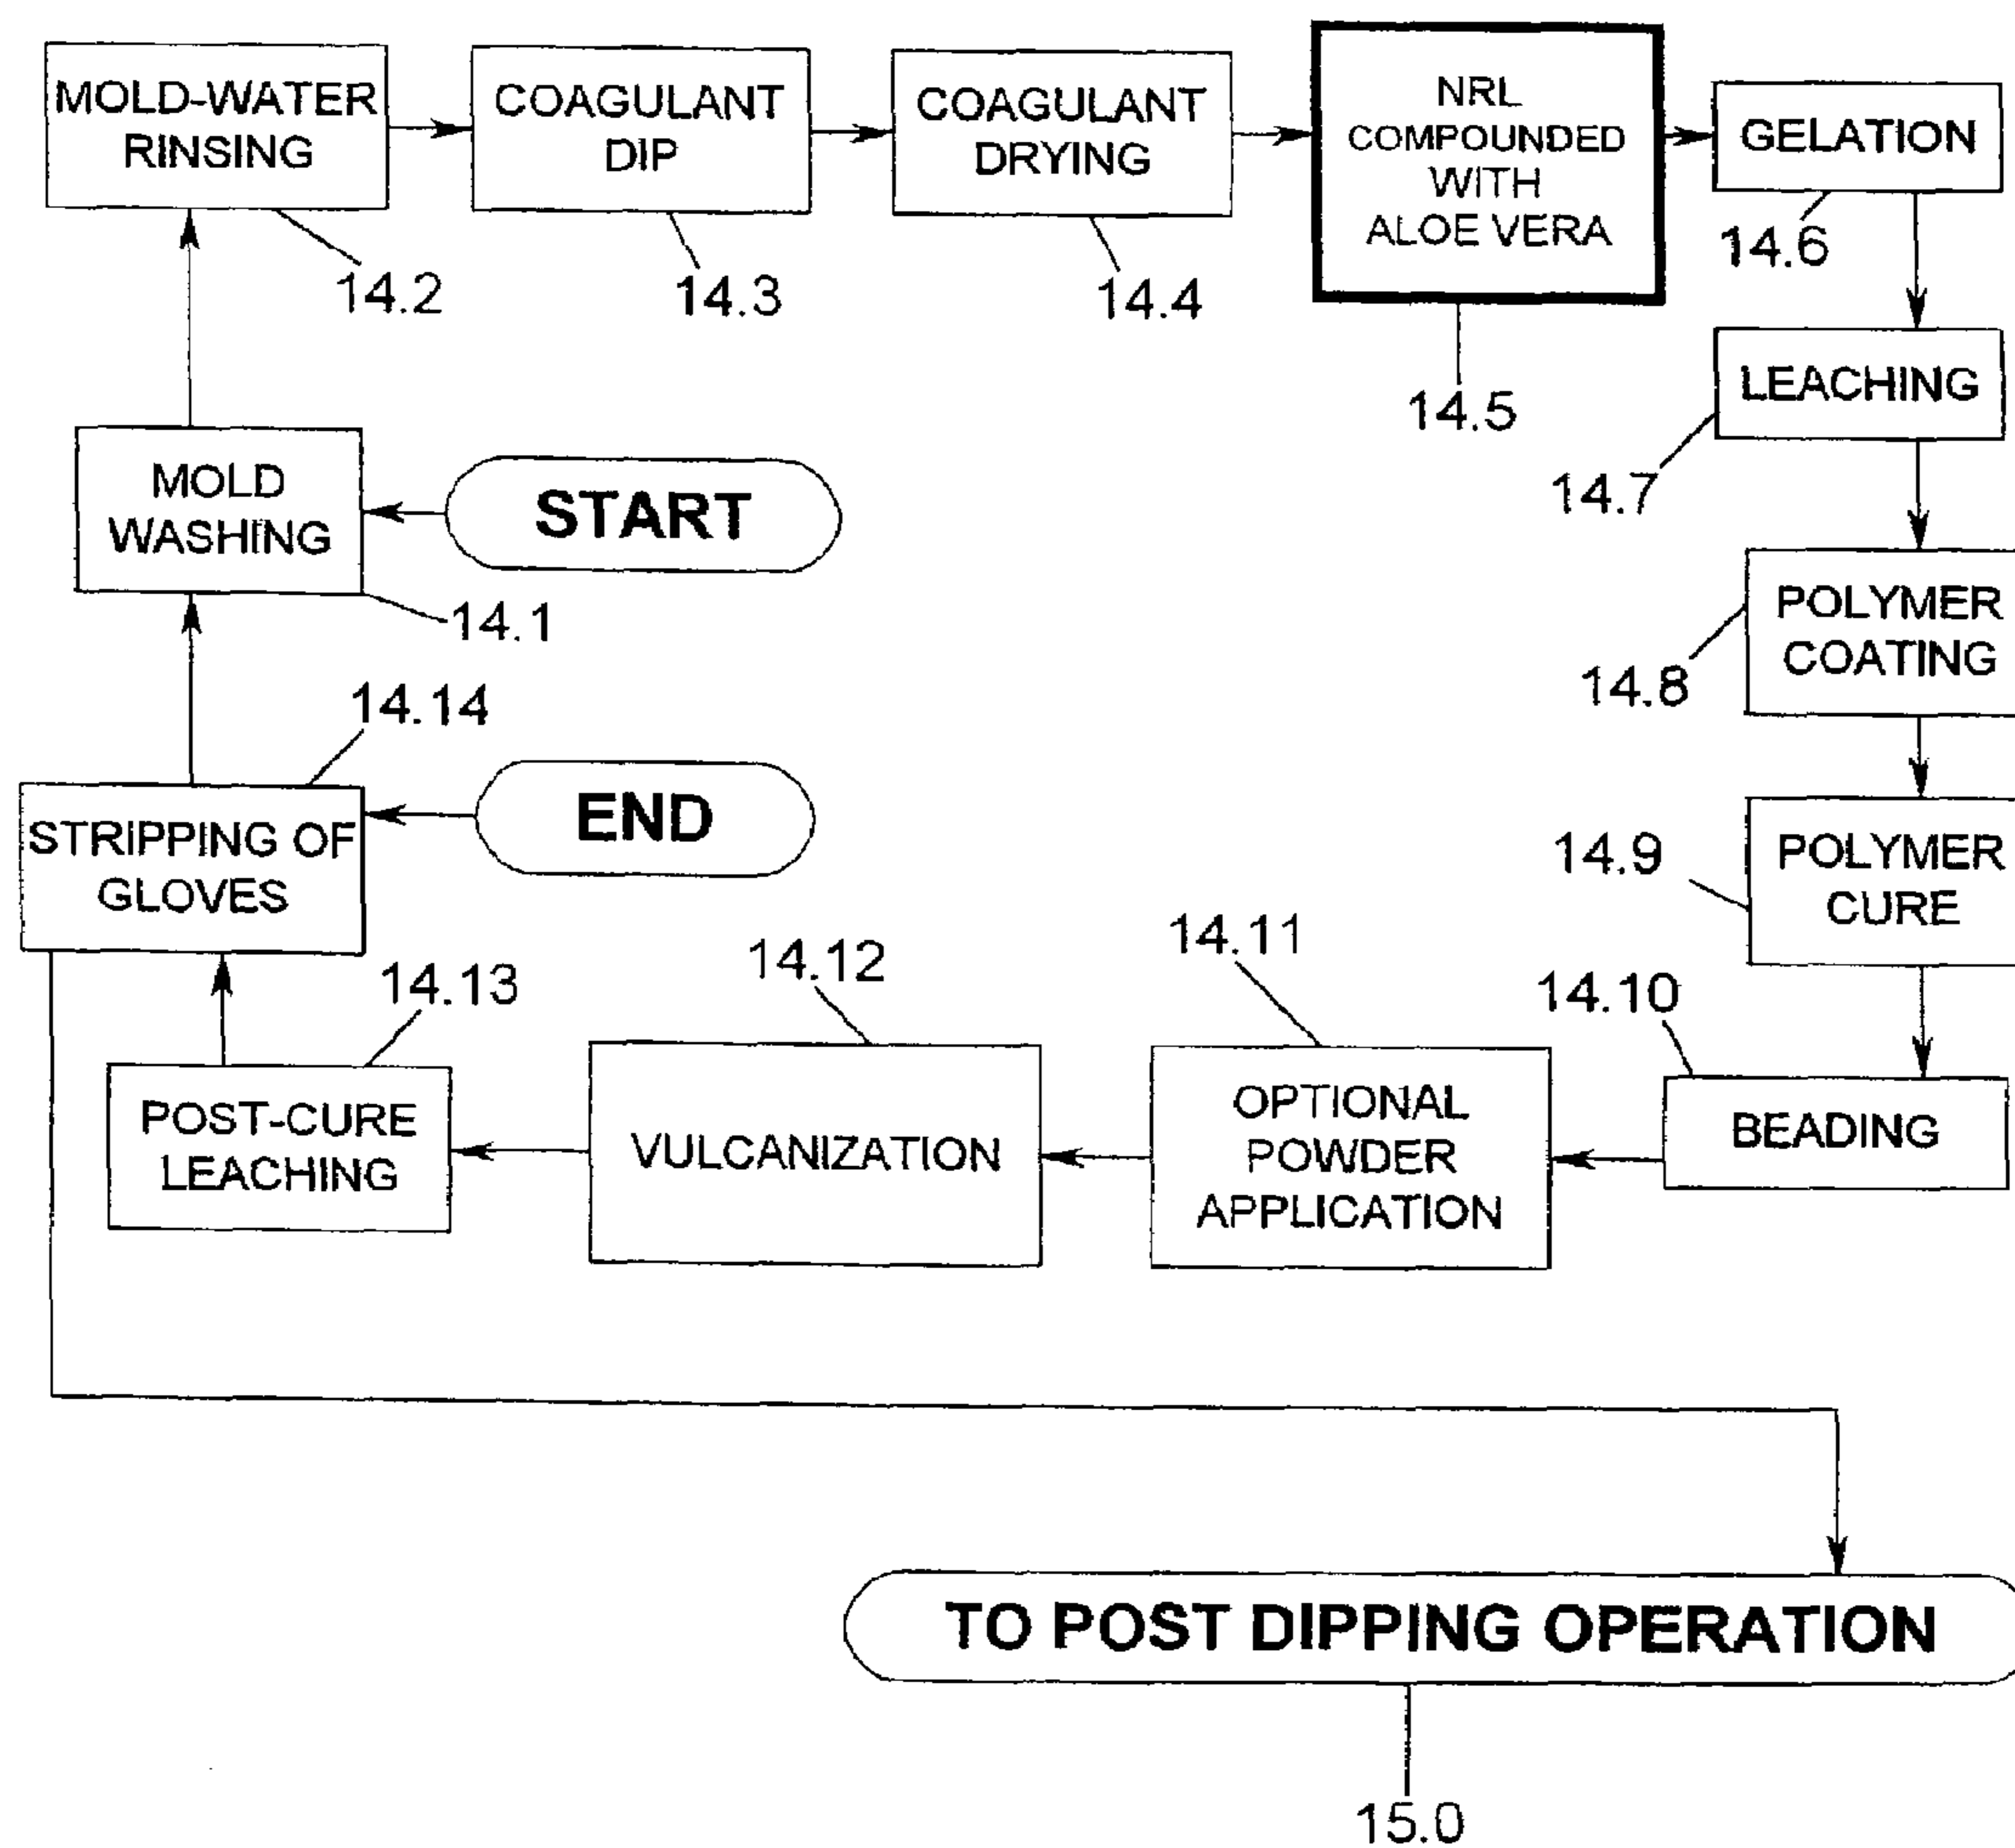 MOLD-WATER
RINSING
14.2
COAGULANT
DIP
14.3
COAGULANT
DRYING
14.4
NRL
COMPOUNDED
WITH
ALOE VERA
14.5
GELATION
14.6
LEACHING
14.7
MOLD
WASHING
14.1
START
POLYMER
COATING
14.8
14.14
STRIPPING OF
GLOVES
END
POLYMER
CURE
14.9
14.10
BEADING
14.11
OPTIONAL
POWDER
APPLICATION
14.12
VULCANIZATION
14.13
POST-CURE
LEACHING
TO POST DIPPING OPERATION
15.0